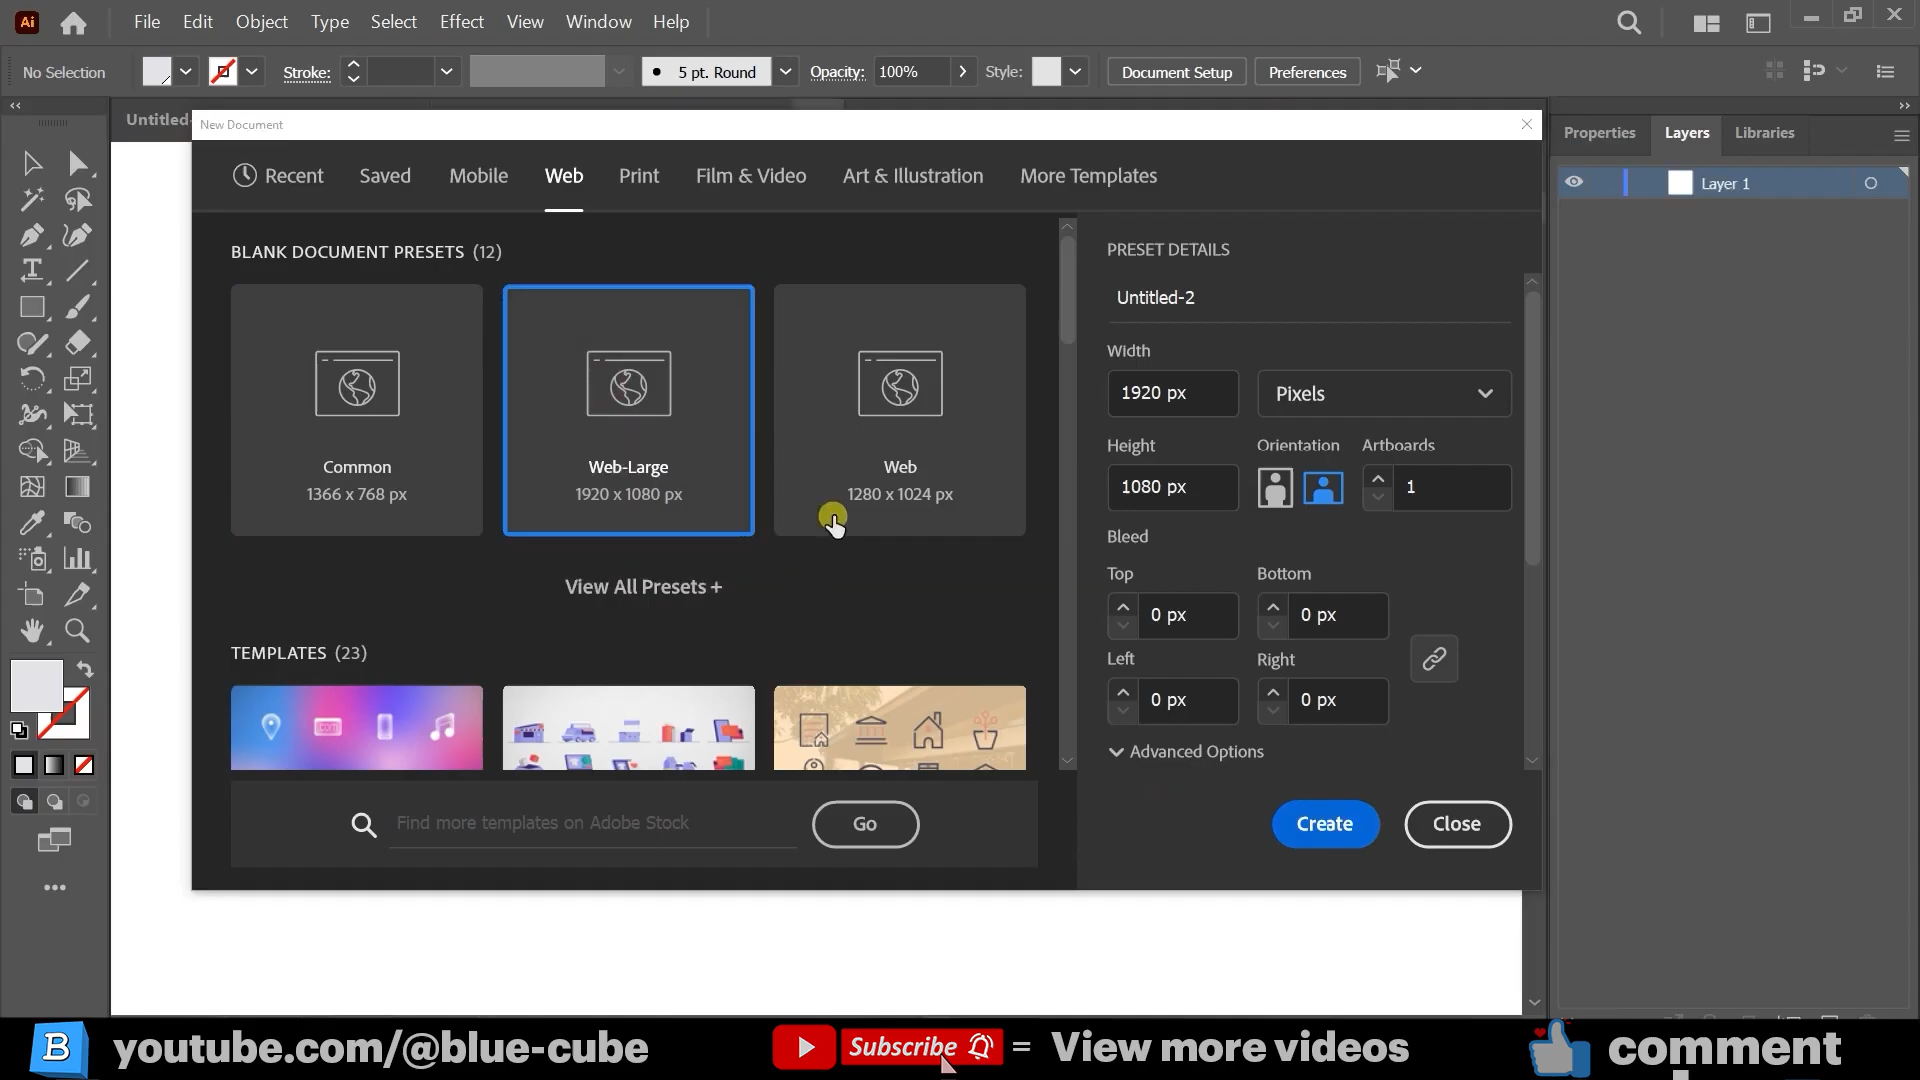 Ai File Edit Object Type Select Effect View Window Help
No Selection Stroke: 5 pt. Round Opacity: 100% Style: Document Setup Preferences
Untitled-
New Document
Properties Layers Libraries
Layer 1
Recent Saved Mobile Web Print Film & Video Art & Illustration More Templates
BLANK DOCUMENT PRESETS (12)
Common
1366 x 768 px
Web-Large
1920 x 1080 px
Web
1280 x 1024 px
View All Presets +
TEMPLATES (23)
Find more templates on Adobe Stock
Go
PRESET DETAILS
Untitled-2
Width
1920 px Pixels
Height Orientation Artboards
1080 px 1
Bleed
Top Bottom
0 px 0 px
Left Right
0 px 0 px
Advanced Options
Create Close
B youtube.com/@blue-cube Subscribe = View more videos comment